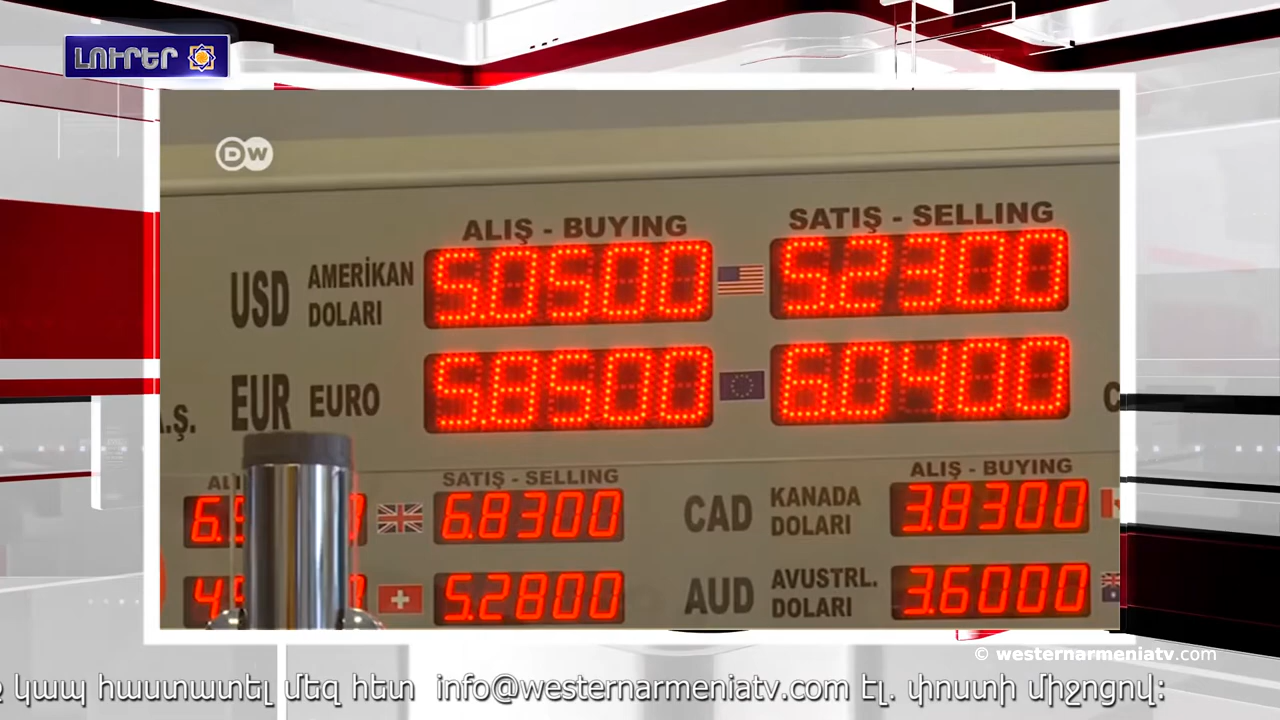 ԼՈՒՐԵՐ
DW
ALIŞ - BUYING
SATIŞ - SELLING
USD AMERİKAN DOLARI 5.0500 5.2300
EUR EURO 5.8500 6.0400
A.Ş.
SATIŞ - SELLING
6.8300
5.2800
ALIŞ - BUYING
CAD KANADA DOLARI 3.8300
AUD AVUSTRL. DOLARI 3.6000
© westernarmeniatv.com
կապ հաստատել մեզ հետ info@westernarmeniatv.com էլ. փոստի միջոցով: